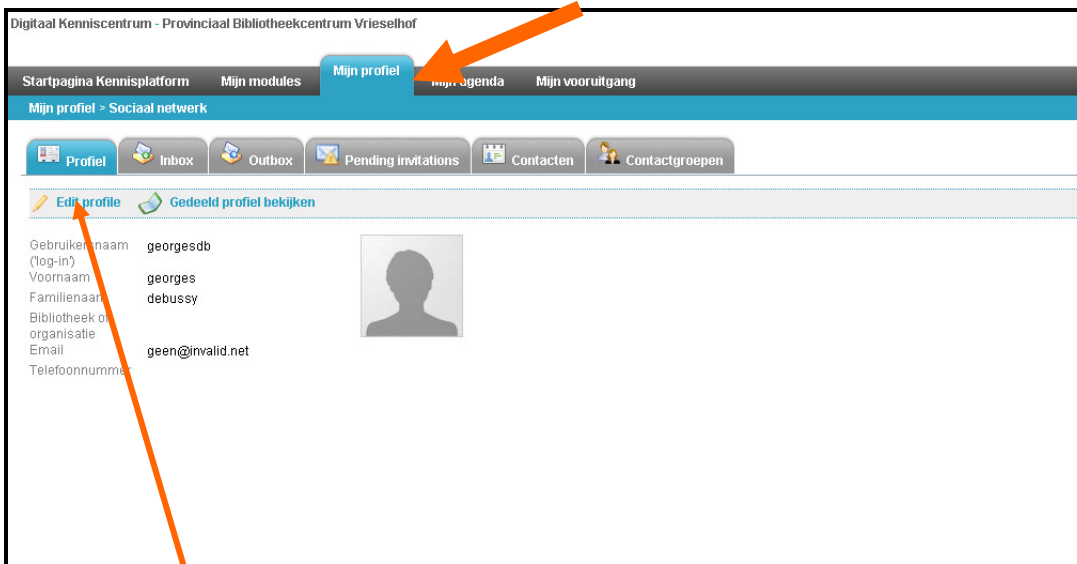 Digitaal Kenniscentrum - Provinciaal Bibliotheekcentrum Vrieselhof
Startpagina Kennisplatform Mijn modules Mijn profiel Mijn agenda Mijn vooruitgang
Mijn profiel > Sociaal netwerk
Profiel Inbox Outbox Pending invitations Contacten Contactgroepen
Edit profile Gedeeld profiel bekijken
Gebruikersnaam georgesdb
('log-in')
Voornaam georges
Familienaam debussy
Bibliotheek of
organisatie
Email geen@invalid.net
Telefoonnummer